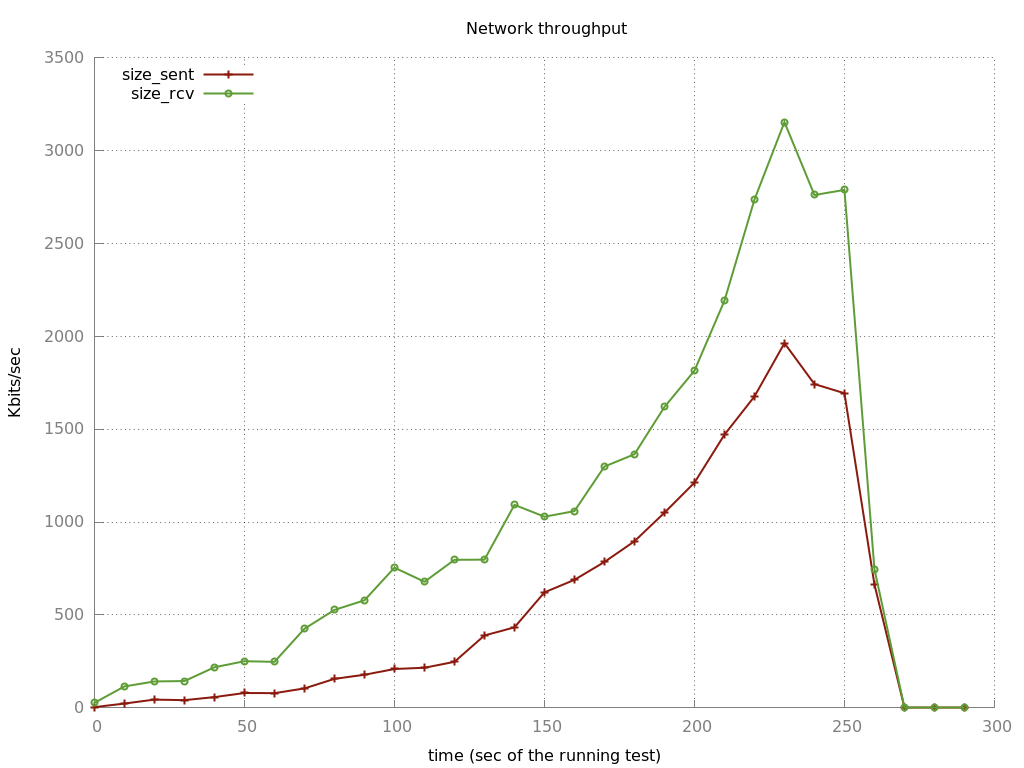 Network throughput
3500
3000
2500
2000
1500
1000
500
0
size_sent
size_rcv
Kbits/sec
0 50 100 150 200 250 300
time (sec of the running test)